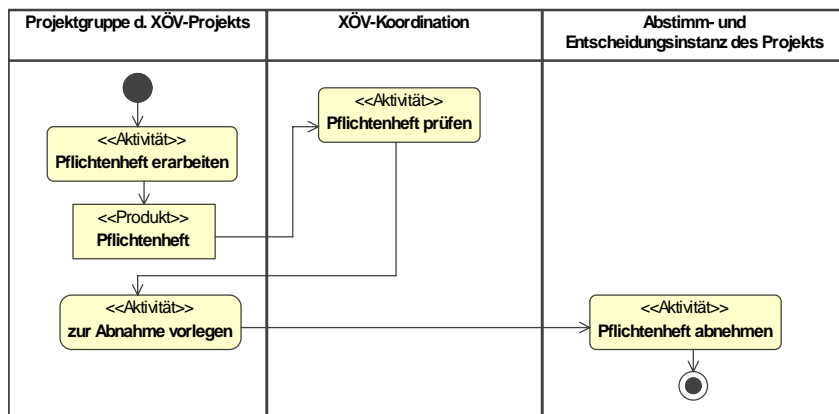 Projektgruppe d. XÖV-Projekts
XÖV-Koordination
Abstimm- und
Entscheidungsinstanz des Projekts
<<Aktivität>>
Pflichtenheft erarbeiten
<<Produkt>>
Pflichtenheft
<<Aktivität>>
Pflichtenheft prüfen
<<Aktivität>>
zur Abnahme vorlegen
<<Aktivität>>
Pflichtenheft abnehmen